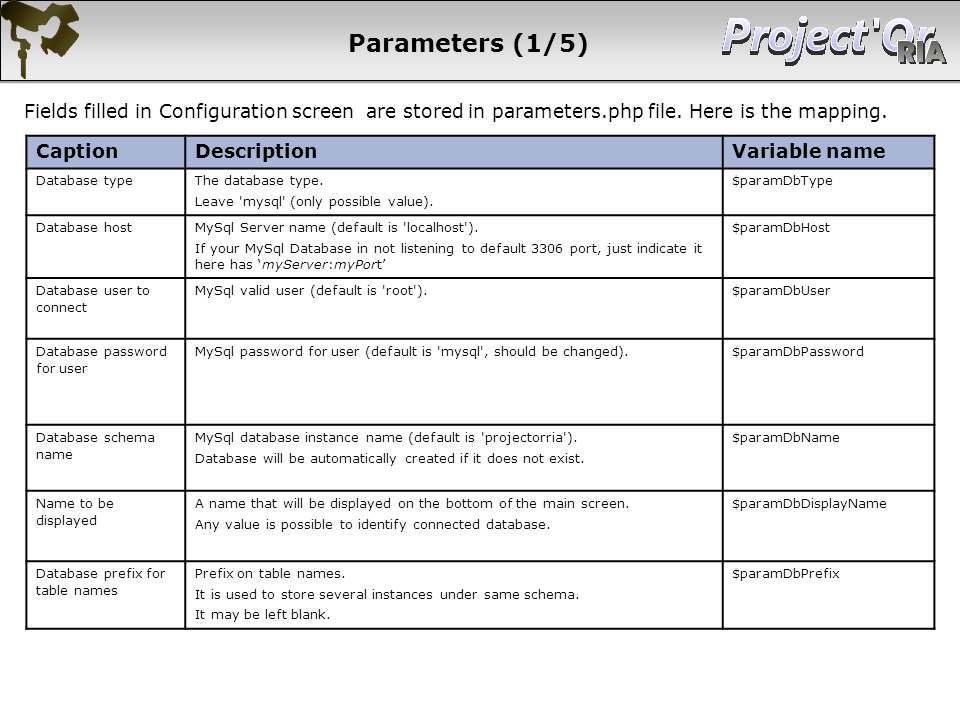 Parameters (1/5)
Project'Or
RIA
Fields filled in Configuration screen are stored in parameters.php file. Here is the mapping.
Caption Description Variable name
Database type The database type. $paramDbType
Leave 'mysql' (only possible value).
Database host MySql Server name (default is 'localhost'). $paramDbHost
If your MySql Database in not listening to default 3306 port, just indicate it
here has ‘myServer:myPort’
Database user to MySql valid user (default is 'root'). $paramDbUser
connect
Database password MySql password for user (default is 'mysql', should be changed). $paramDbPassword
for user
Database schema MySql database instance name (default is 'projectorria'). $paramDbName
name
Database will be automatically created if it does not exist.
Name to be A name that will be displayed on the bottom of the main screen. $paramDbDisplayName
displayed
Any value is possible to identify connected database.
Database prefix for Prefix on table names. $paramDbPrefix
table names
It is used to store several instances under same schema.
It may be left blank.